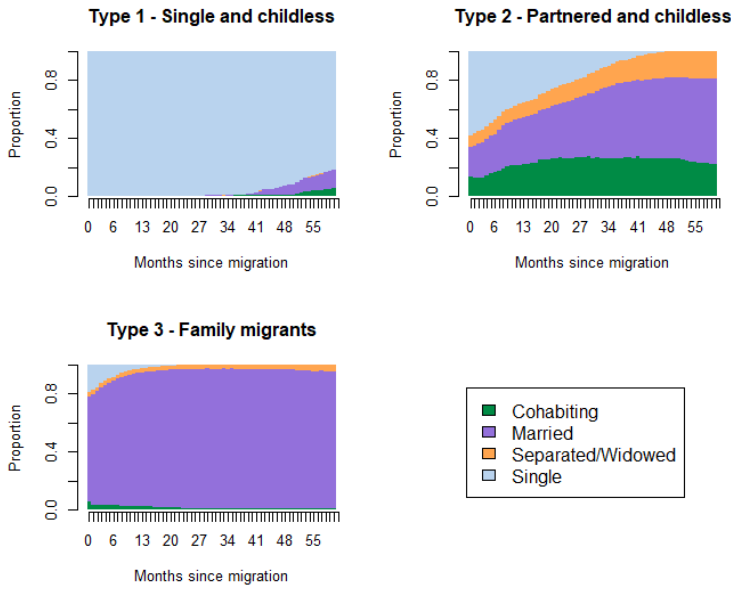 Type 1 - Single and childless
Proportion
0.8
0.4
0.0
0 6 13 20 27 34 41 48 55
Months since migration
Type 2 - Partnered and childless
Proportion
0.8
0.4
0.0
0 6 13 20 27 34 41 48 55
Months since migration
Type 3 - Family migrants
Proportion
0.8
0.4
0.0
0 6 13 20 27 34 41 48 55
Months since migration
Cohabiting
Married
Separated/Widowed
Single